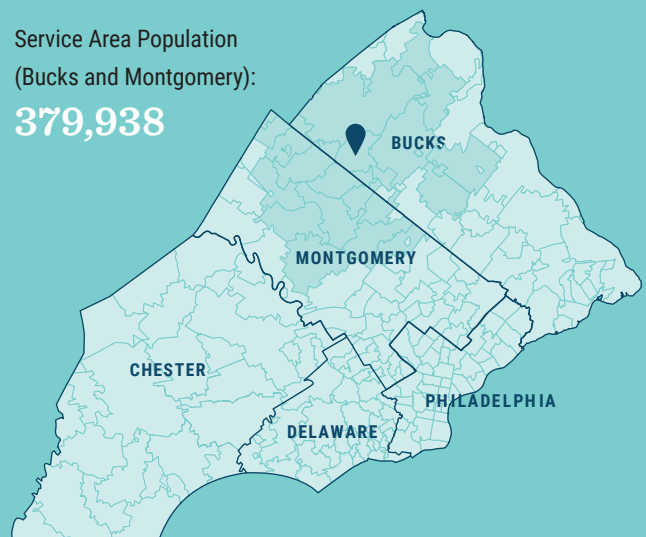 Service Area Population
(Bucks and Montgomery):
379,938
BUCKS
MONTGOMERY
CHESTER
PHILADELPHIA
DELAWARE